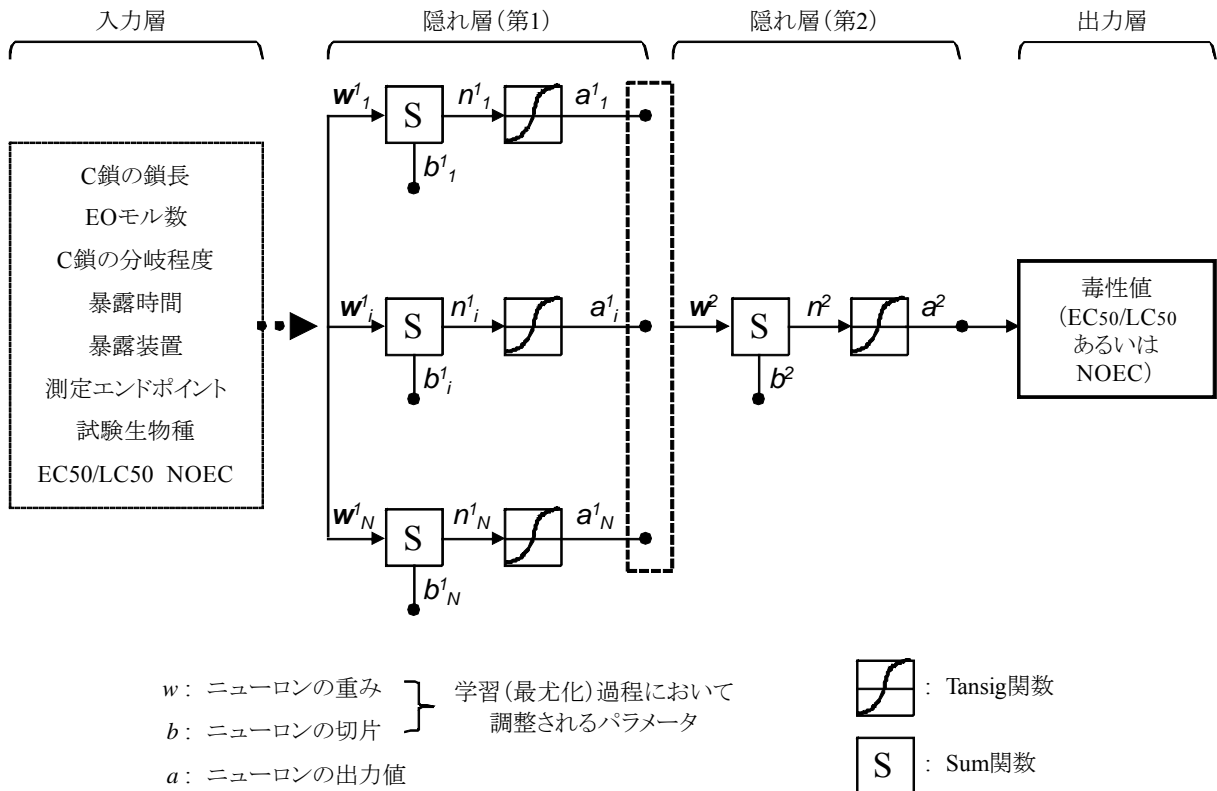 入力層
隠れ層(第1)
隠れ層(第2)
出力層
C鎖の鎖長
EOモル数
C鎖の分岐程度
暴露時間
暴露装置
測定エンドポイント
試験生物種
EC50/LC50 NOEC
w¹₁ S n¹₁ a¹₁
b¹₁
w¹ᵢ S n¹ᵢ a¹ᵢ
b¹ᵢ
w¹N S n¹N a¹N
b¹N
w² S n² a²
b²
毒性値
(EC50/LC50
あるいは
NOEC)
w : ニューロンの重み
b : ニューロンの切片
a : ニューロンの出力値
学習(最尤化)過程において
調整されるパラメータ
: Tansig関数
S : Sum関数